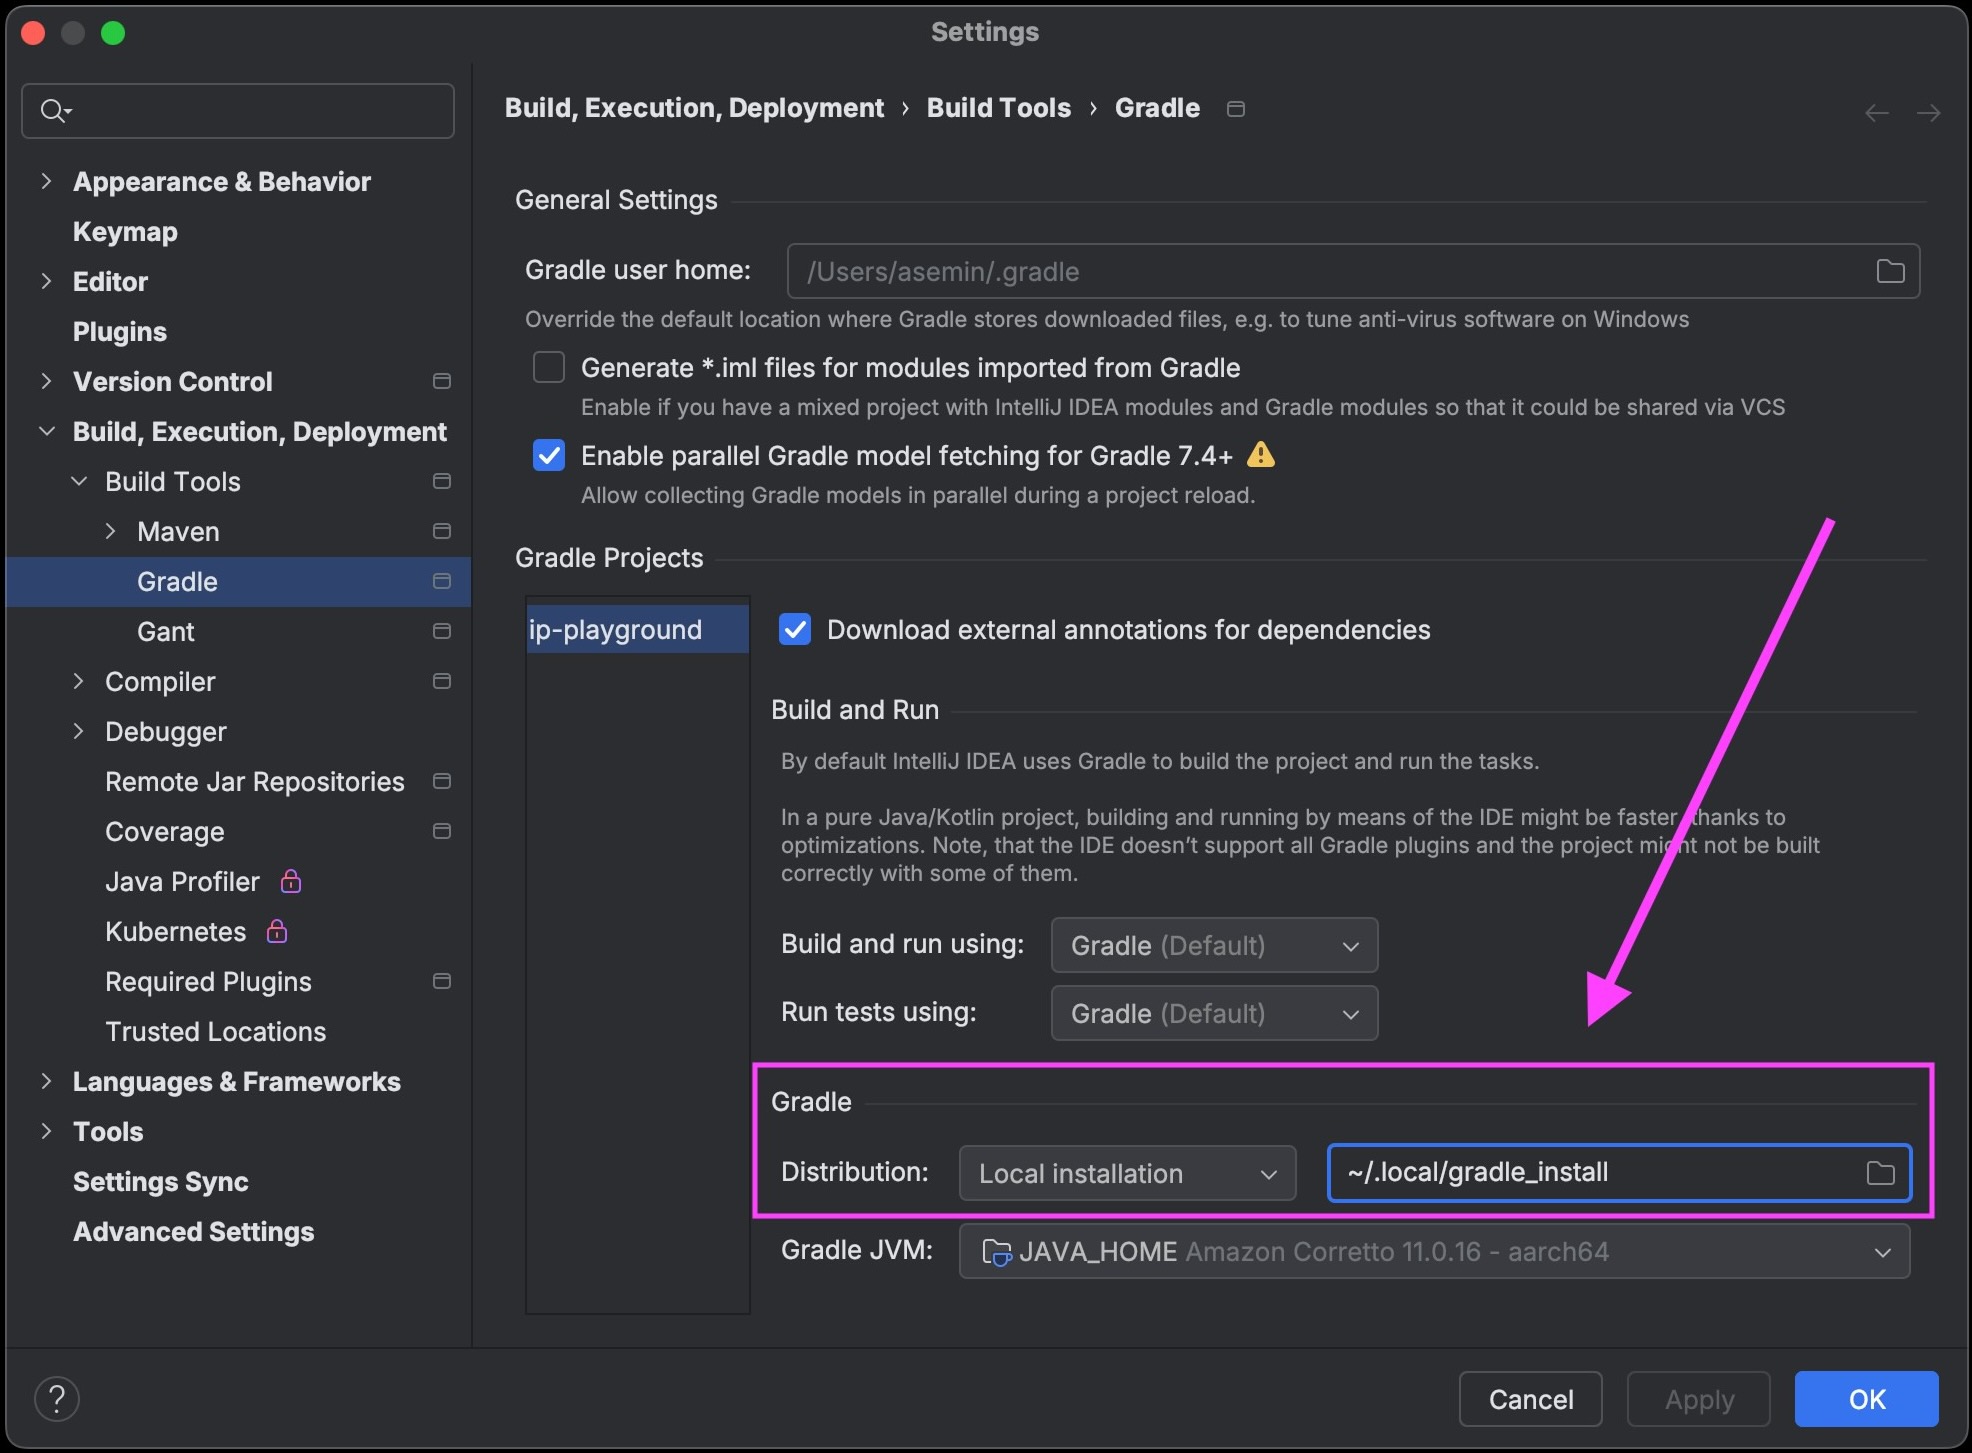 Settings
Build, Execution, Deployment › Build Tools › Gradle
Appearance & Behavior
Keymap
Editor
Plugins
Version Control
Build, Execution, Deployment
Build Tools
Maven
Gradle
Gant
Compiler
Debugger
Remote Jar Repositories
Coverage
Java Profiler
Kubernetes
Required Plugins
Trusted Locations
Languages & Frameworks
Tools
Settings Sync
Advanced Settings
General Settings
Gradle user home: /Users/asemin/.gradle
Override the default location where Gradle stores downloaded files, e.g. to tune anti-virus software on Windows
Generate *.iml files for modules imported from Gradle
Enable if you have a mixed project with IntelliJ IDEA modules and Gradle modules so that it could be shared via VCS
Enable parallel Gradle model fetching for Gradle 7.4+
Allow collecting Gradle models in parallel during a project reload.
Gradle Projects
ip-playground
Download external annotations for dependencies
Build and Run
By default IntelliJ IDEA uses Gradle to build the project and run the tasks.
In a pure Java/Kotlin project, building and running by means of the IDE might be faster, thanks to
optimizations. Note, that the IDE doesn't support all Gradle plugins and the project might not be built
correctly with some of them.
Build and run using: Gradle (Default)
Run tests using: Gradle (Default)
Gradle
Distribution: Local installation ~/.local/gradle_install
Gradle JVM: JAVA_HOME Amazon Corretto 11.0.16 - aarch64
? Cancel Apply OK